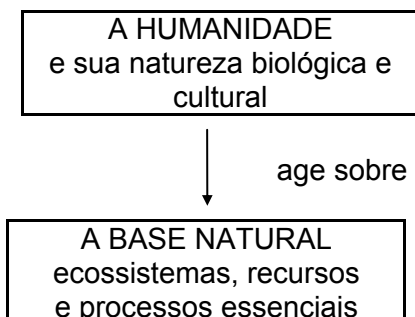 A HUMANIDADE
e sua natureza biológica e
cultural
age sobre
A BASE NATURAL
ecossistemas, recursos
e processos essenciais